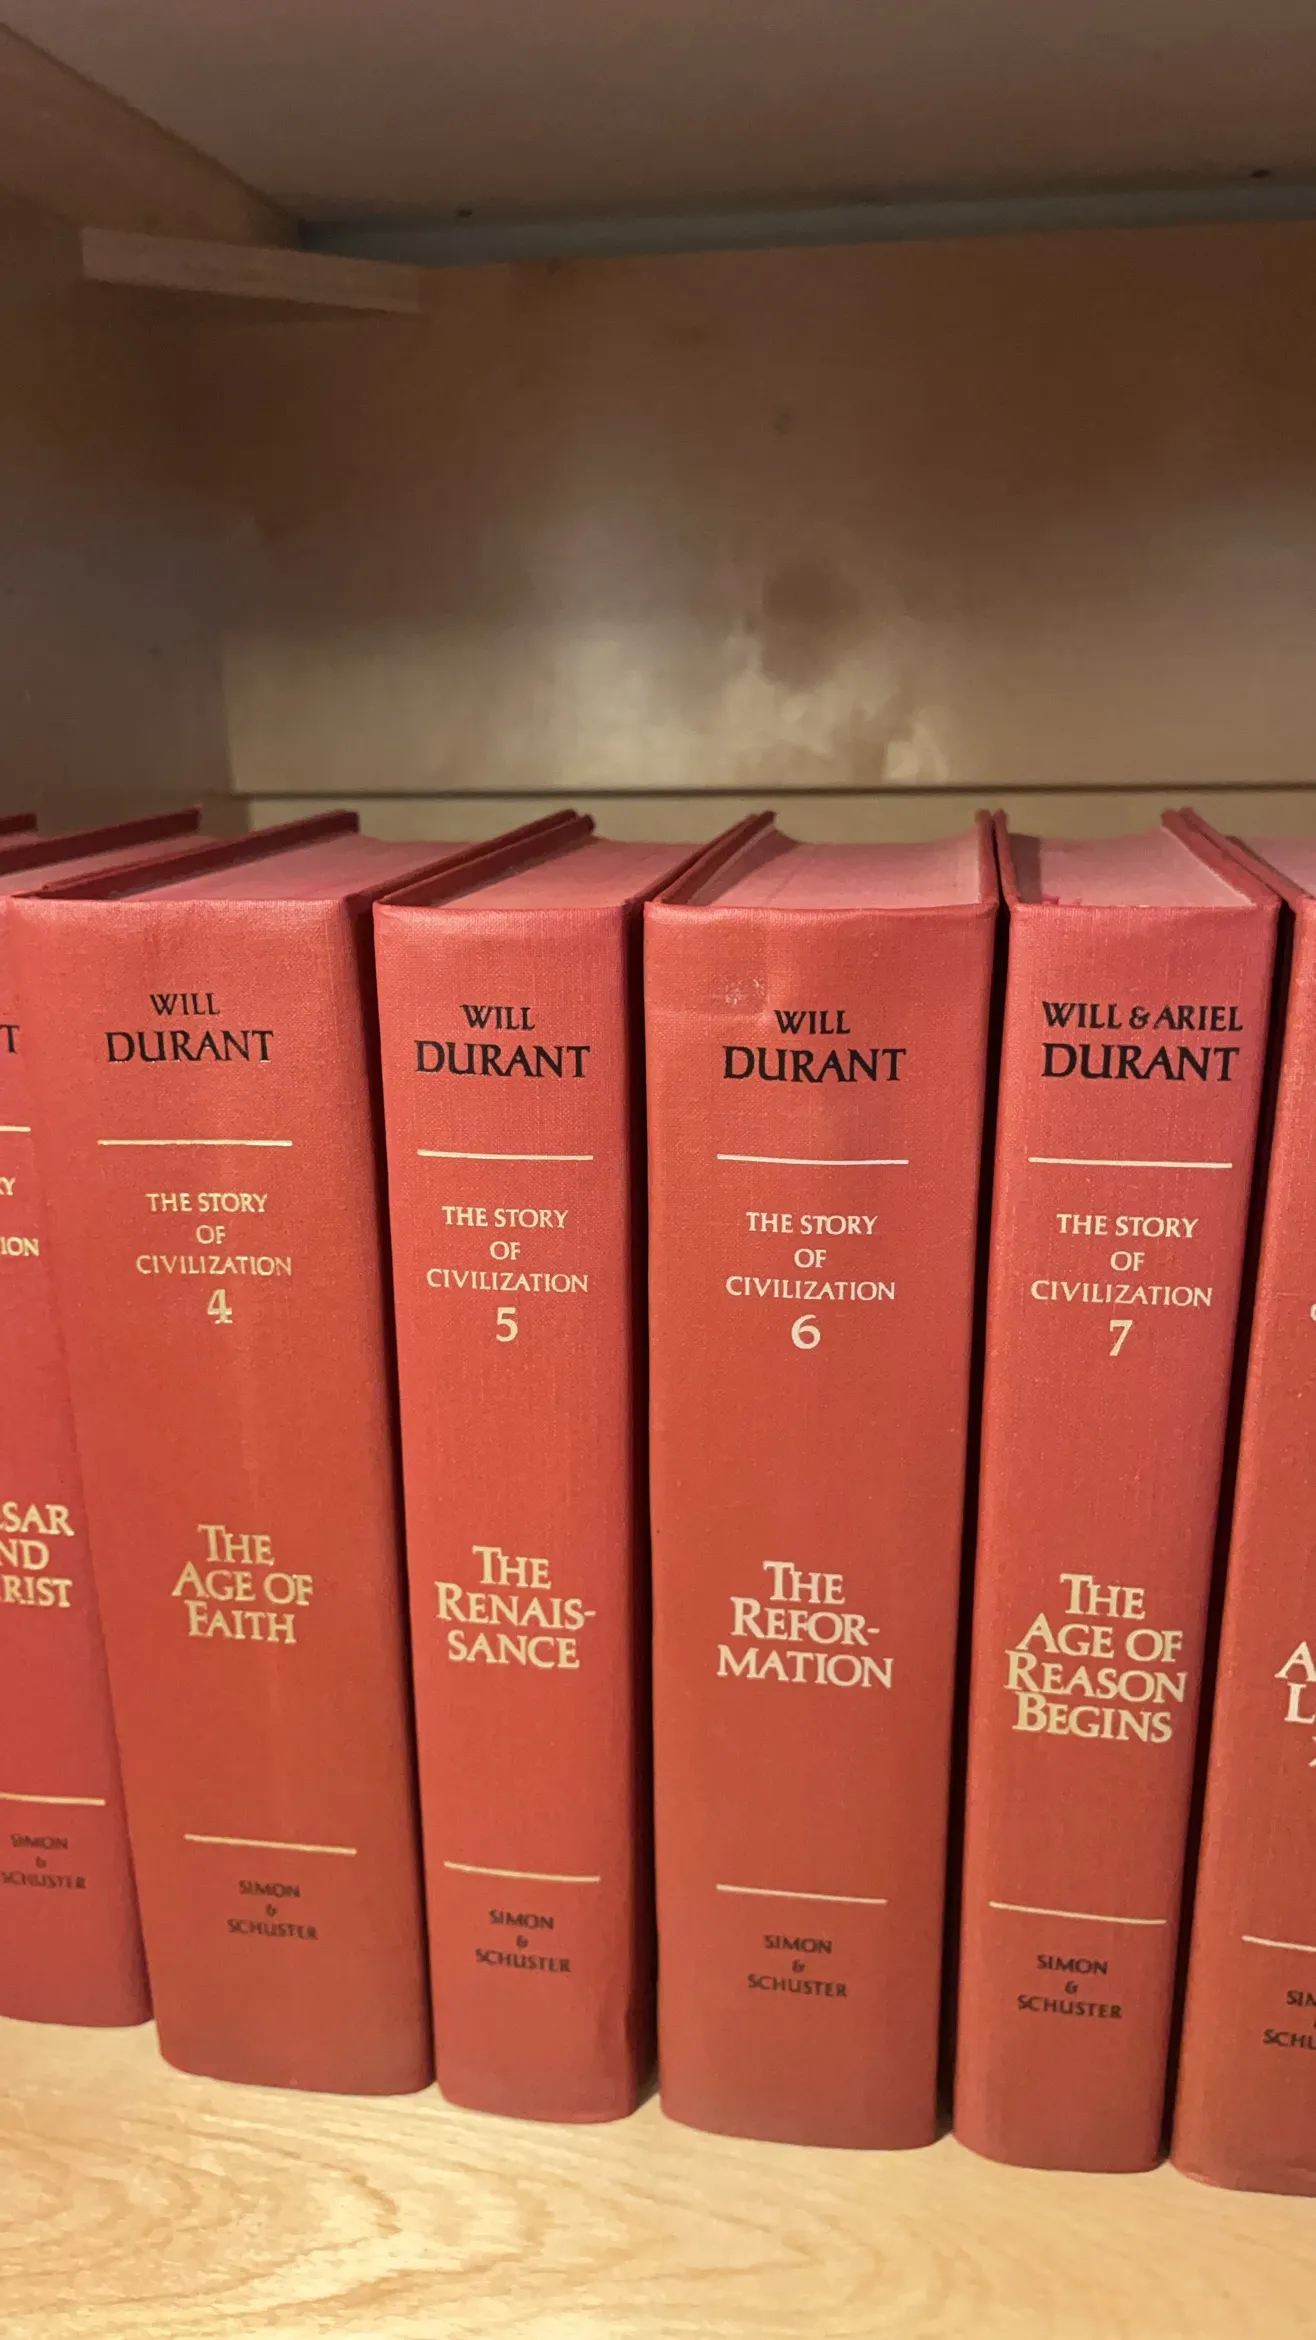 WILL
DURANT
THE STORY
OF
CIVILIZATION
4
THE
AGE OF
FAITH
SIMON
&
SCHUSTER
WILL
DURANT
THE STORY
OF
CIVILIZATION
5
THE
RENAIS-
SANCE
SIMON
&
SCHUSTER
WILL
DURANT
THE STORY
OF
CIVILIZATION
6
THE
REFOR-
MATION
SIMON
&
SCHUSTER
WILL & ARIEL
DURANT
THE STORY
OF
CIVILIZATION
7
THE
AGE OF
REASON
BEGINS
SIMON
&
SCHUSTER
SIMON
&
SCHUSTER